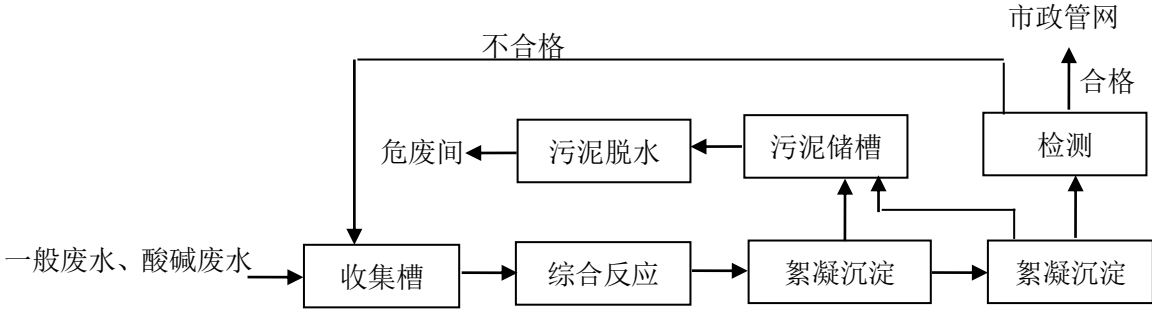 市政管网
不合格
合格
危废间
污泥脱水
污泥储槽
检测
一般废水、酸碱废水
收集槽
综合反应
絮凝沉淀
絮凝沉淀